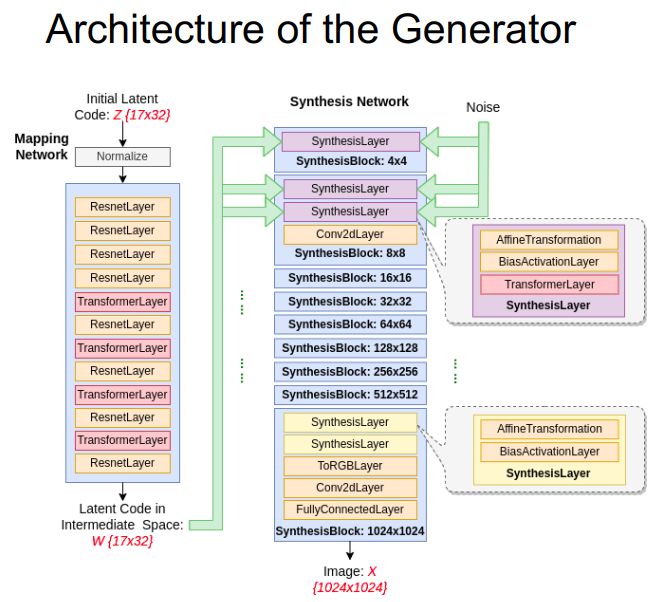 Architecture of the Generator
Initial Latent
Code: Z {17x32}
Mapping
Network
Normalize
ResnetLayer
ResnetLayer
ResnetLayer
ResnetLayer
TransformerLayer
ResnetLayer
TransformerLayer
ResnetLayer
TransformerLayer
ResnetLayer
TransformerLayer
ResnetLayer
Latent Code in
Intermediate Space:
W {17x32}
Synthesis Network
Noise
SynthesisLayer
SynthesisBlock: 4x4
SynthesisLayer
SynthesisLayer
Conv2dLayer
SynthesisBlock: 8x8
SynthesisBlock: 16x16
SynthesisBlock: 32x32
SynthesisBlock: 64x64
SynthesisBlock: 128x128
SynthesisBlock: 256x256
SynthesisBlock: 512x512
SynthesisLayer
SynthesisLayer
ToRGBLayer
Conv2dLayer
FullyConnectedLayer
SynthesisBlock: 1024x1024
Image: X
{1024x1024}
AffineTransformation
BiasActivationLayer
TransformerLayer
SynthesisLayer
AffineTransformation
BiasActivationLayer
SynthesisLayer